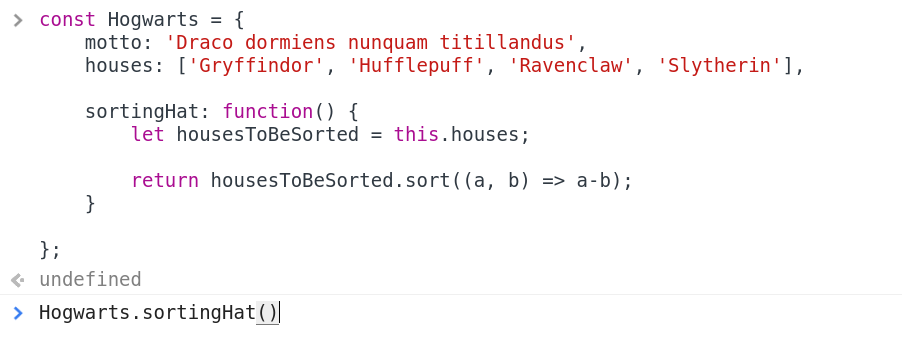 const Hogwarts = {
    motto: 'Draco dormiens nunquam titillandus',
    houses: ['Gryffindor', 'Hufflepuff', 'Ravenclaw', 'Slytherin'],
    sortingHat: function() {
        let housesToBeSorted = this.houses;
        return housesToBeSorted.sort((a, b) => a-b);
    }
};
undefined
Hogwarts.sortingHat()